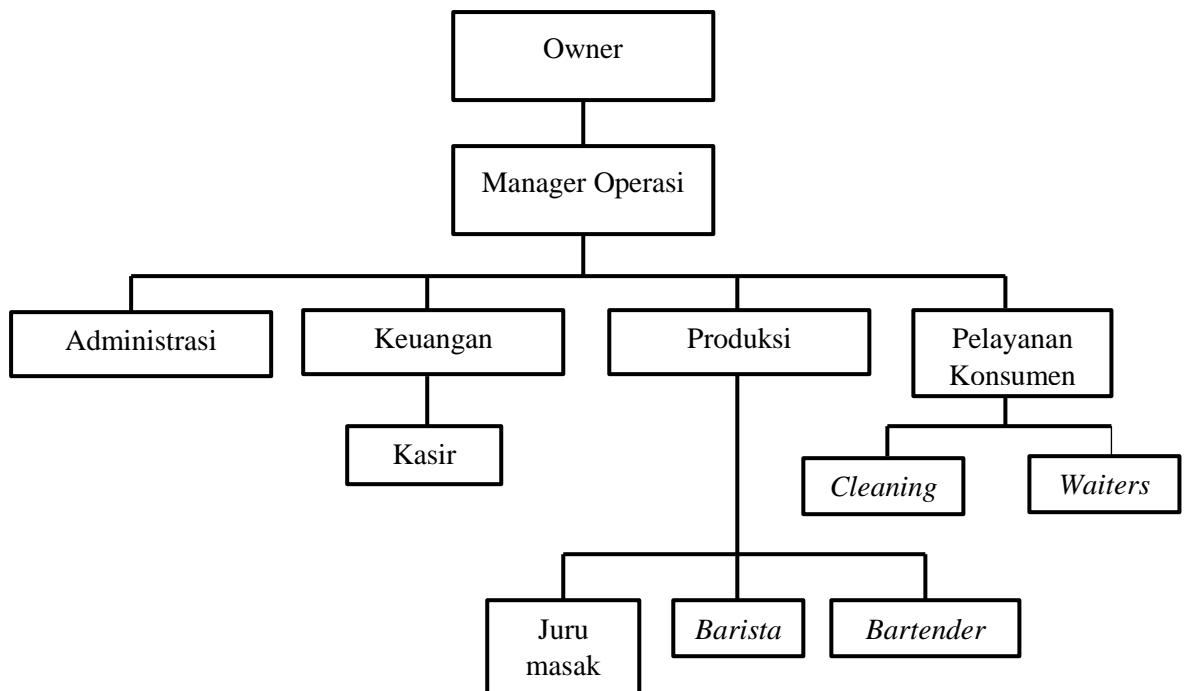 Owner
Manager Operasi
Administrasi
Keuangan
Produksi
Pelayanan
Konsumen
Kasir
Cleaning
Waiters
Juru
masak
Barista
Bartender